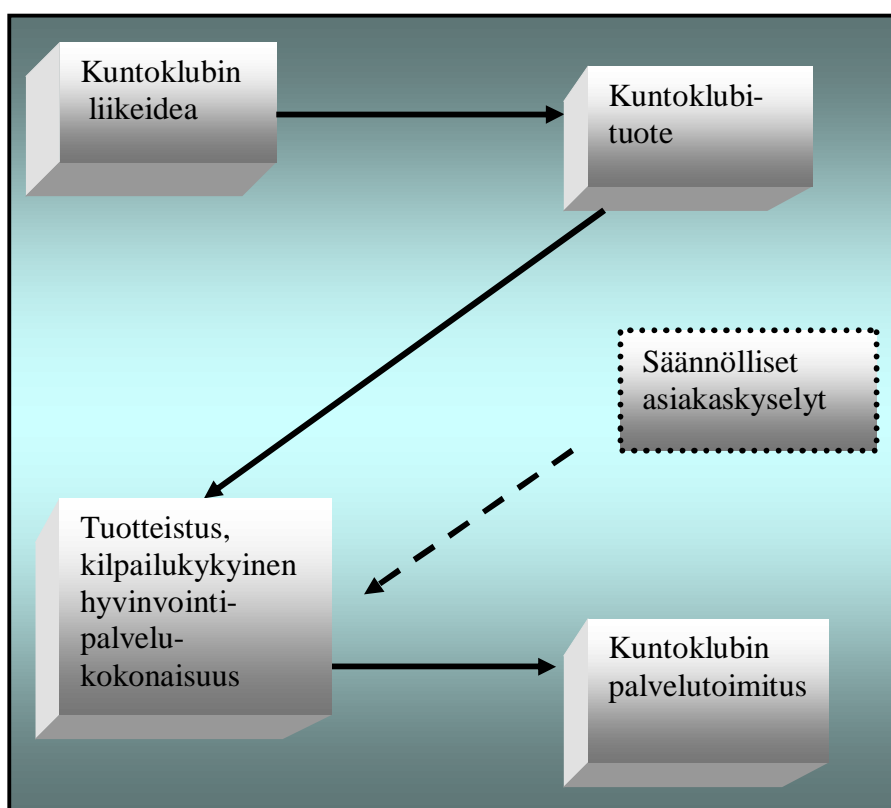 Kuntoklubin
liikeidea
Kuntoklubi-
tuote
Säännölliset
asiakaskyselyt
Tuotteistus,
kilpailukykyinen
hyvinvointi-
palvelu-
kokonaisuus
Kuntoklubin
palvelutoimitus